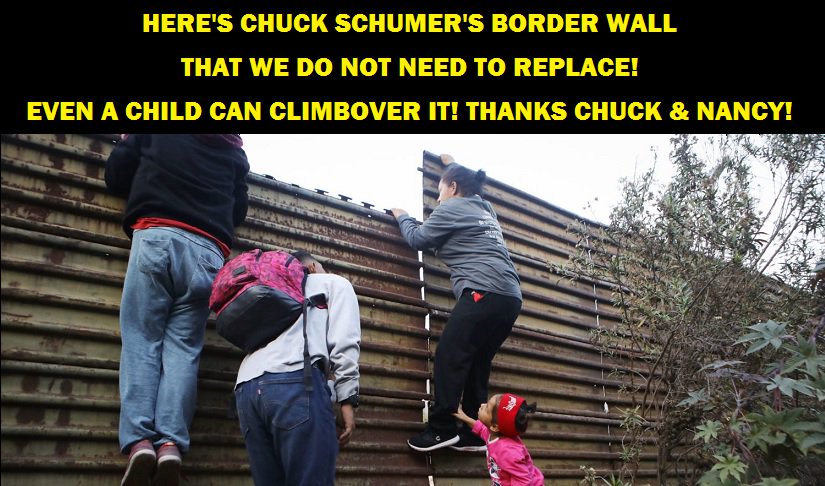 HERE'S CHUCK SCHUMER'S BORDER WALL
THAT WE DO NOT NEED TO REPLACE!
EVEN A CHILD CAN CLIMBOVER IT! THANKS CHUCK & NANCY!